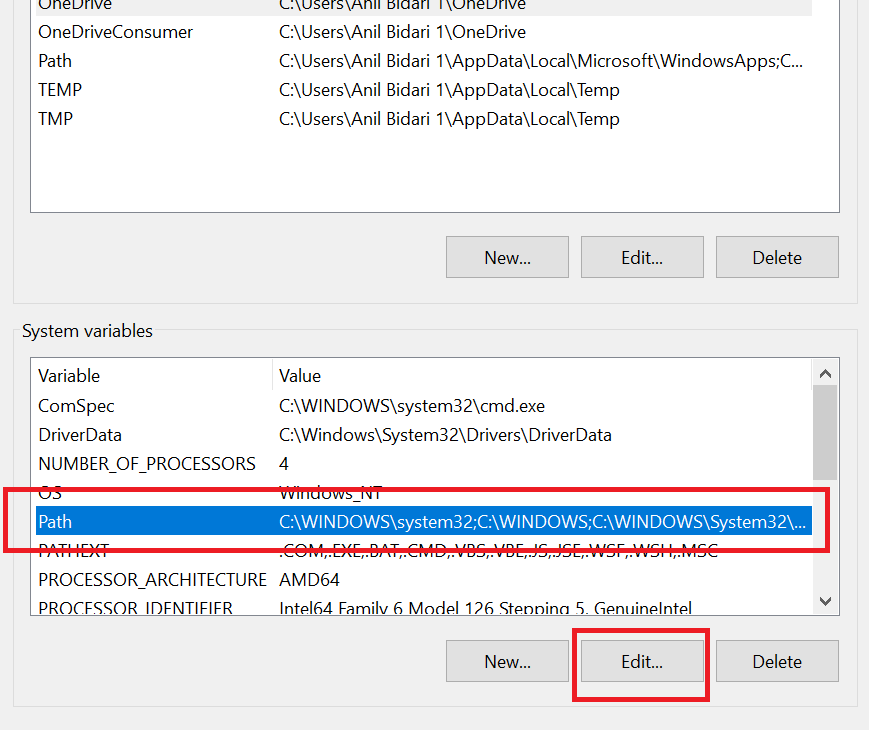 OneDrive C:\Users\Anil Bidari 1\OneDrive
OneDriveConsumer C:\Users\Anil Bidari 1\OneDrive
Path C:\Users\Anil Bidari 1\AppData\Local\Microsoft\WindowsApps;C...
TEMP C:\Users\Anil Bidari 1\AppData\Local\Temp
TMP C:\Users\Anil Bidari 1\AppData\Local\Temp
New... Edit... Delete
System variables
Variable Value
ComSpec C:\WINDOWS\system32\cmd.exe
DriverData C:\Windows\System32\Drivers\DriverData
NUMBER_OF_PROCESSORS 4
OS Windows_NT
Path C:\WINDOWS\system32;C:\WINDOWS;C:\WINDOWS\System32\...
PATHEXT .COM;.EXE;.BAT;.CMD;.VBS;.VBE;.JS;.JSE;.WSF;.WSH;.MSC
PROCESSOR_ARCHITECTURE AMD64
PROCESSOR_IDENTIFIER Intel64 Family 6 Model 126 Stepping 5, GenuineIntel
New... Edit... Delete